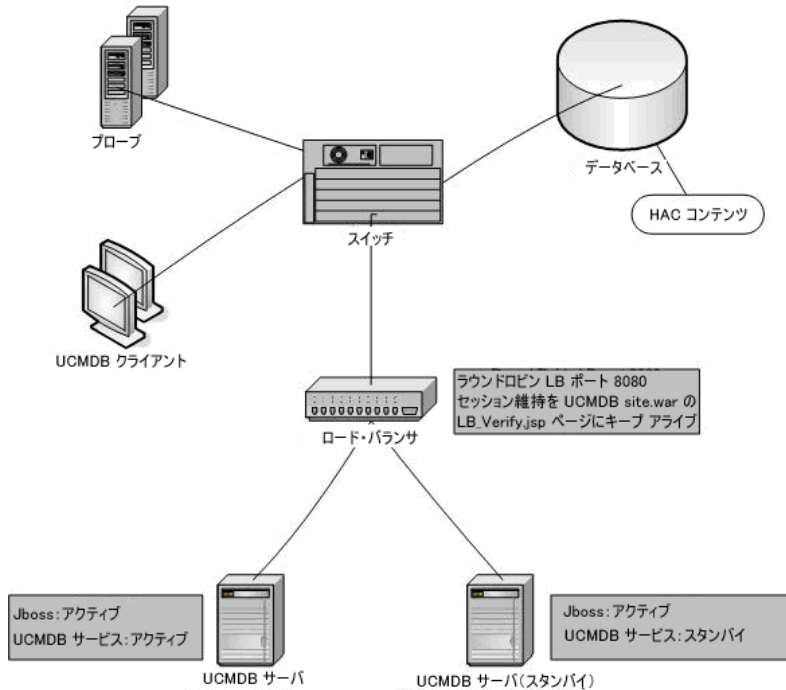 プローブ
データベース
HAC コンテンツ
スイッチ
UCMDB クライアント
ラウンドロビン LB ポート 8080
セッション維持を UCMDB site.war の
LB_Verify.jsp ページにキープ アライブ
ロード・バランサ
Jboss:アクティブ
UCMDB サービス:アクティブ
Jboss:アクティブ
UCMDB サービス:スタンバイ
UCMDB サーバ
UCMDB サーバ(スタンバイ)